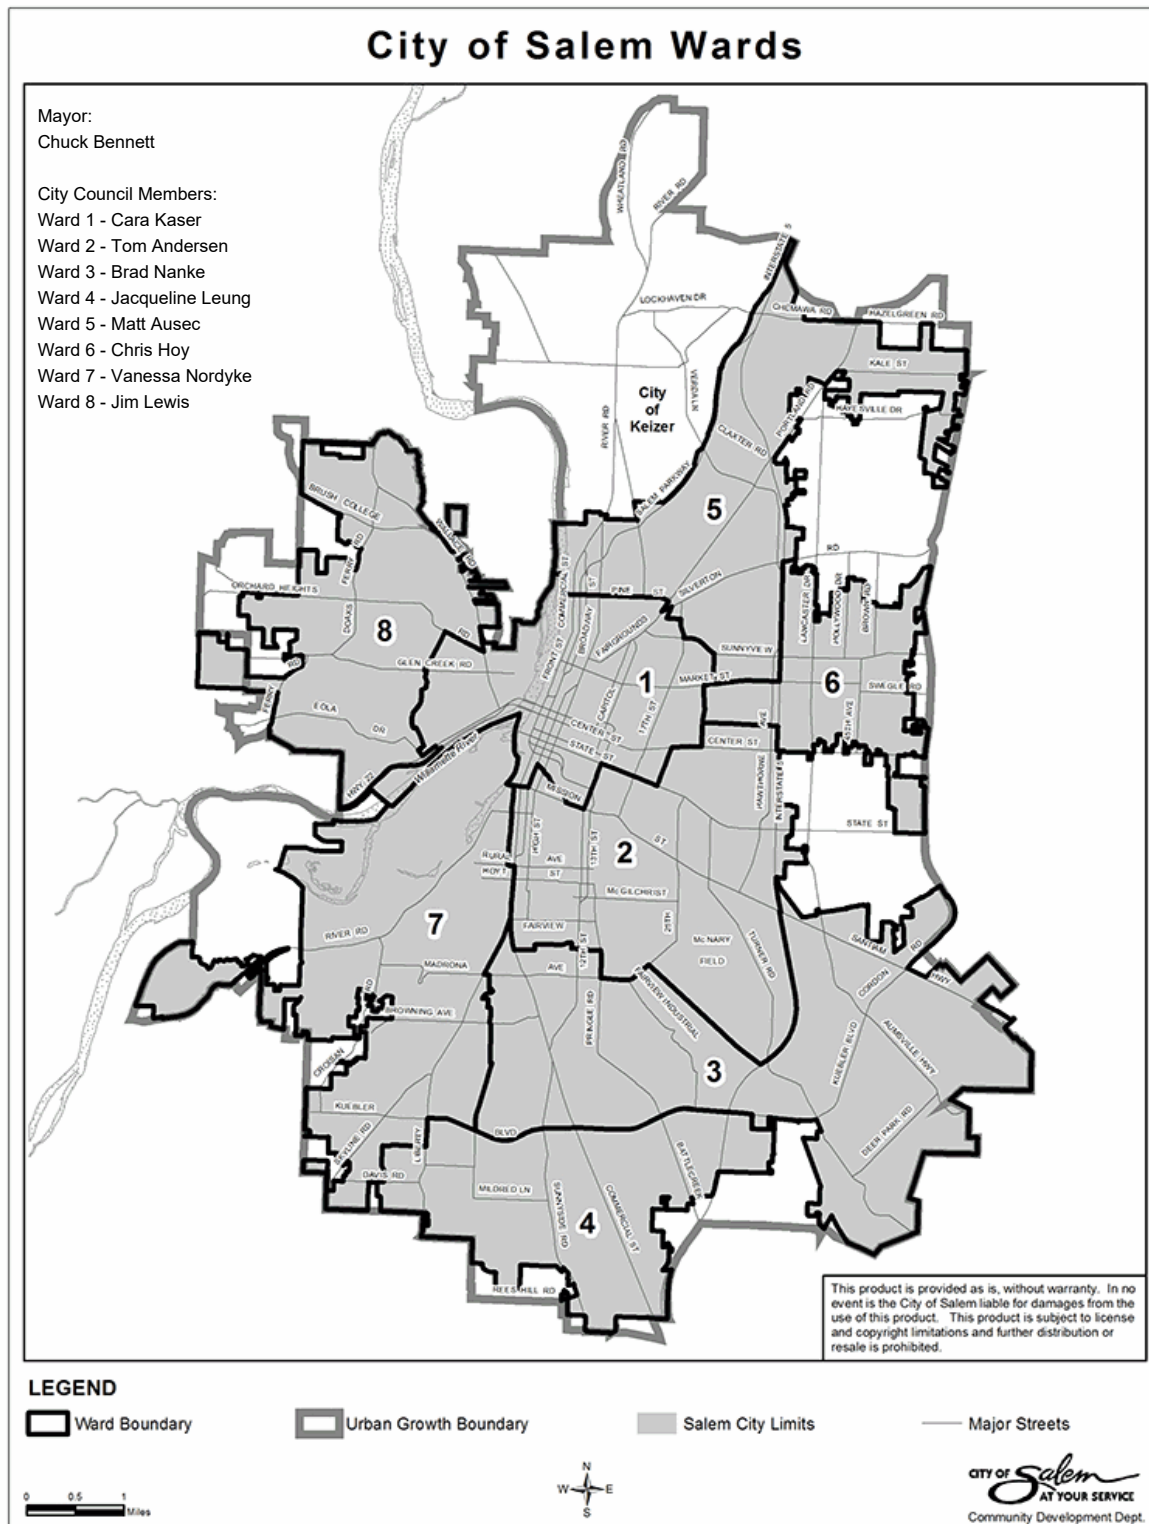 City of Salem Wards
Mayor:
Chuck Bennett
City Council Members:
Ward 1 - Cara Kaser
Ward 2 - Tom Andersen
Ward 3 - Brad Nanke
Ward 4 - Jacqueline Leung
Ward 5 - Matt Ausec
Ward 6 - Chris Hoy
Ward 7 - Vanessa Nordyke
Ward 8 - Jim Lewis
WHEATLAND RD
RIVER RD
INTERSTATE 5
LOCKHAVEN DR
CHEMAWA RD
HAZELGREEN RD
KALE ST
VERDA LN
City
of
Keizer
RIVER RD
PORTLAND RD
HAYESVILLE DR
CLAXTER RD
SALEM PARKWAY
5
BRUSH COLLEGE
RD
WALLACE RD
DOAKS FERRY RD
ORCHARD HEIGHTS
RD
8
GLEN CREEK RD
EOLA
DR
FERRY
RD
HWY 22
Willamette River
FRONT ST
COMMERCIAL ST
BROADWAY
ST
PINE ST
SILVERTON
RD
FAIRGROUNDS
LANCASTER DR
HOLLYWOOD DR
BROWN RD
SUNNYVIEW
1
CAPITOL
17TH ST
MARKET ST
6
SWEGLE RD
45TH AVE
CENTER ST
STATE ST
CENTER ST
HAWTHORNE AVE
INTERSTATE 5
MISSION
ST
STATE ST
HIGH ST
13TH ST
2
RURAL AVE
HOYT ST
McGILCHRIST
25TH
FAIRVIEW
12TH ST
McNARY
FIELD
TURNER RD
SANTIAM
HWY
CORDON
RD
7
RIVER RD
MADRONA
AVE
FAIRVIEW INDUSTRIAL
PRINGLE RD
BROWNING AVE
CROISAN
RD
KUEBLER BLVD
AUMSVILLE HWY
3
DEER PARK RD
KUEBLER
BLVD
SKYLINE RD
LIBERTY
DAVIS RD
BATTLECREEK
MILDRED LN
SUNNYSIDE RD
COMMERCIAL ST
4
REES HILL RD
This product is provided as is, without warranty. In no
event is the City of Salem liable for damages from the
use of this product. This product is subject to license
and copyright limitations and further distribution or
resale is prohibited.
LEGEND
Ward Boundary
Urban Growth Boundary
Salem City Limits
Major Streets
0 0.5 1
Miles
N
W E
S
CITY OF Salem
AT YOUR SERVICE
Community Development Dept.